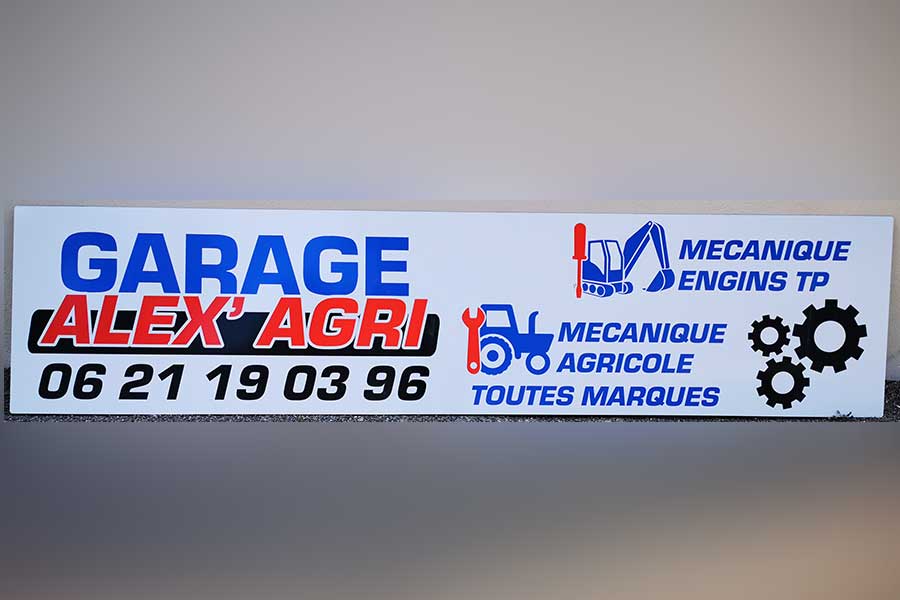 GARAGE
ALEX' AGRI
06 21 19 03 96
MECANIQUE
ENGINS TP
MECANIQUE
AGRICOLE
TOUTES MARQUES